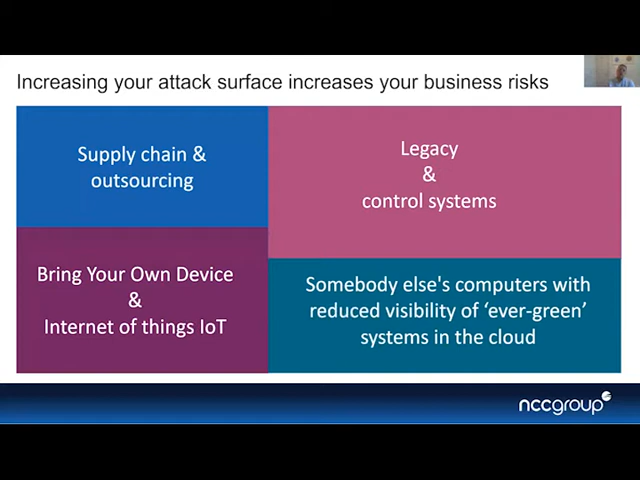 Increasing your attack surface increases your business risks
Supply chain &
outsourcing
Legacy
&
control systems
Bring Your Own Device
&
Internet of things IoT
Somebody else's computers with
reduced visibility of ‘ever-green’
systems in the cloud
nccgroup